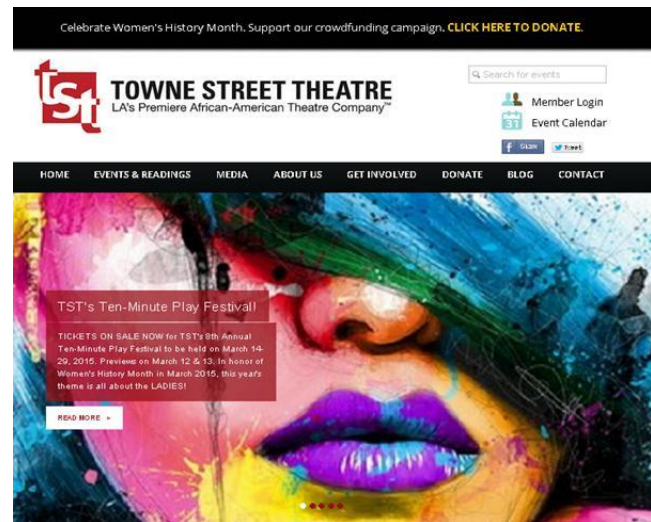 Celebrate Women's History Month. Support our crowdfunding campaign. CLICK HERE TO DONATE.
Search for events
tst
TOWNE STREET THEATRE
LA's Premiere African-American Theatre Company™
Member Login
31
Event Calendar
f Share
Tweet
HOME EVENTS & READINGS MEDIA ABOUT US GET INVOLVED DONATE BLOG CONTACT
TST's Ten-Minute Play Festival!
TICKETS ON SALE NOW for TST's 8th Annual
Ten-Minute Play Festival to be held on March 14-
29, 2015. Previews on March 12 & 13. In honor of
Women's History Month in March 2015, this year's
theme is all about the LADIES!
READ MORE